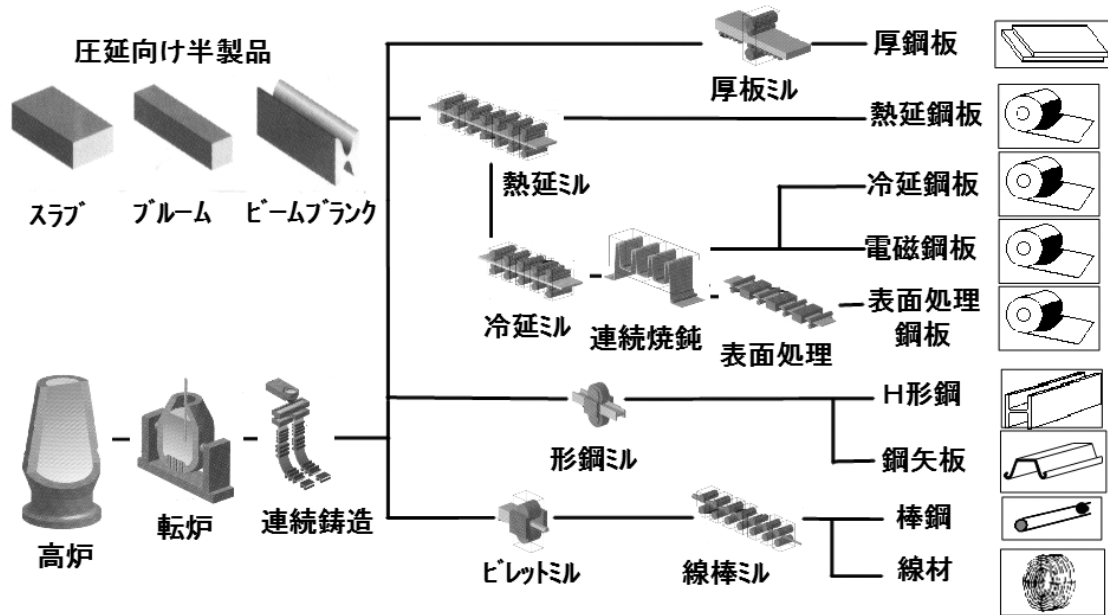 圧延向け半製品
スラブ
ブルーム
ビームブランク
厚板ミル
厚鋼板
熱延ミル
熱延鋼板
冷延鋼板
電磁鋼板
冷延ミル
連続焼鈍
表面処理
表面処理
鋼板
高炉
転炉
連続鋳造
形鋼ミル
H形鋼
鋼矢板
ビレットミル
線棒ミル
棒鋼
線材